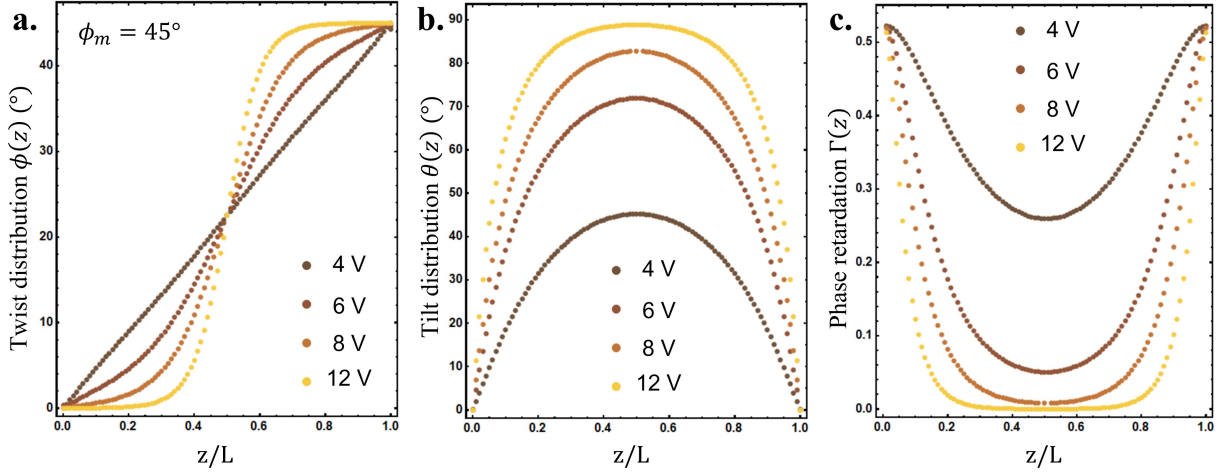 a.
ϕₘ = 45°
Twist distribution ϕ(z) (°)
40
30
20
10
0
4 V
6 V
8 V
12 V
0.0 0.2 0.4 0.6 0.8 1.0
z/L
b.
Tilt distribution θ(z) (°)
90
80
70
60
50
40
30
20
10
0
4 V
6 V
8 V
12 V
0.0 0.2 0.4 0.6 0.8 1.0
z/L
c.
Phase retardation Γ(z)
0.5
0.4
0.3
0.2
0.1
0.0
4 V
6 V
8 V
12 V
0.0 0.2 0.4 0.6 0.8 1.0
z/L